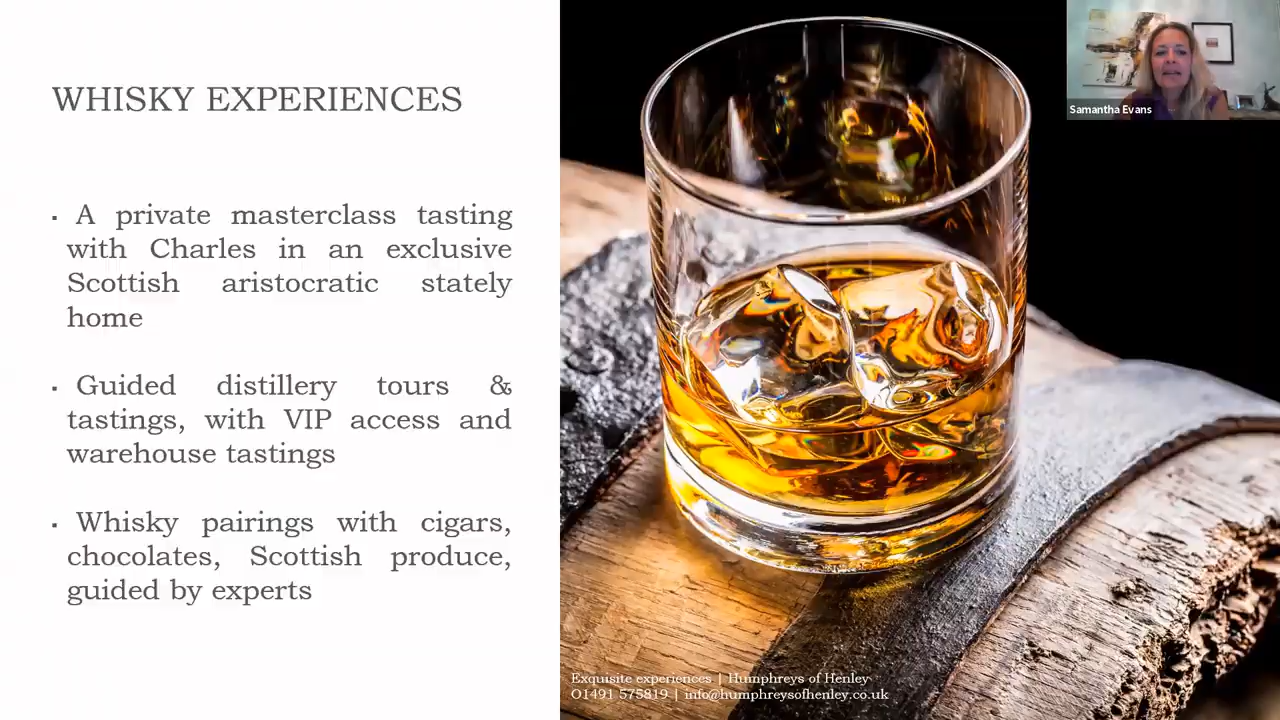 WHISKY EXPERIENCES
▪ A private masterclass tasting
with Charles in an exclusive
Scottish aristocratic stately
home
▪ Guided distillery tours &
tastings, with VIP access and
warehouse tastings
▪ Whisky pairings with cigars,
chocolates, Scottish produce,
guided by experts
Samantha Evans
Exquisite experiences | Humphreys of Henley
O1491 575819 | info@humphreysofhenley.co.uk